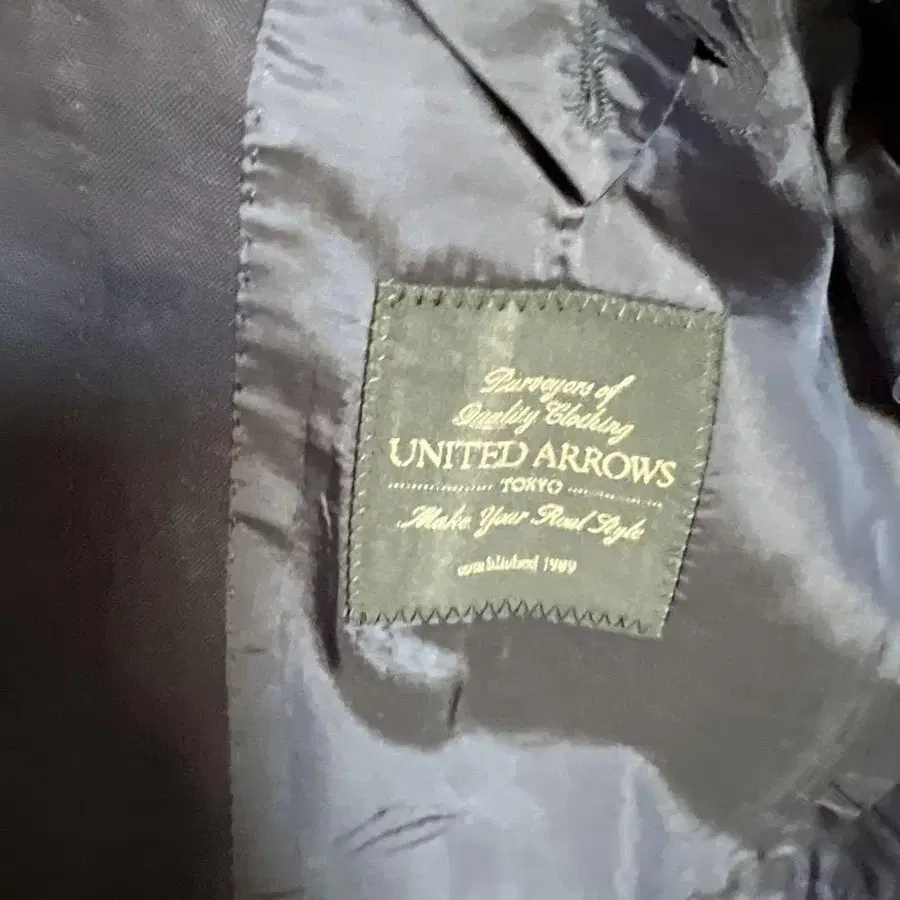 Purveyors of
Quality Clothing
UNITED ARROWS
TOKYO
Make Your Real Style
established 1989